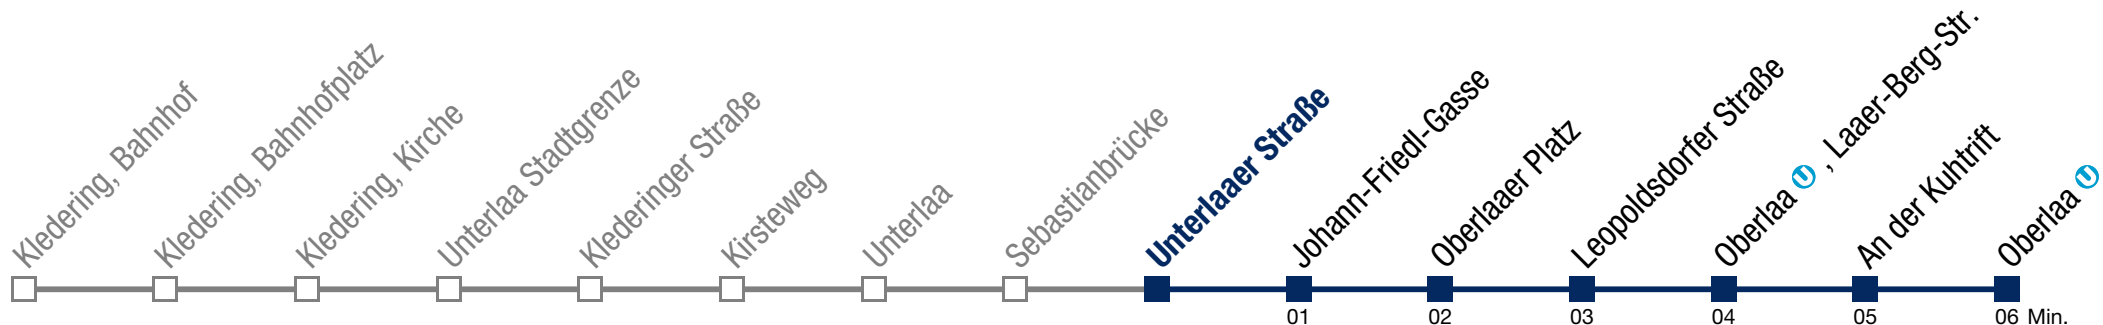 Kledering, Bahnhof
Kledering, Bahnhofplatz
Kledering, Kirche
Unterlaa Stadtgrenze
Klederinger Straße
Kirsteweg
Unterlaa
Sebastianbrücke
Unterlaaer Straße
Johann-Friedl-Gasse
Oberlaaer Platz
Leopoldsdorfer Straße
Oberlaa U , Laaer-Berg-Str.
An der Kuhtrift
Oberlaa U
01 02 03 04 05 06 Min.